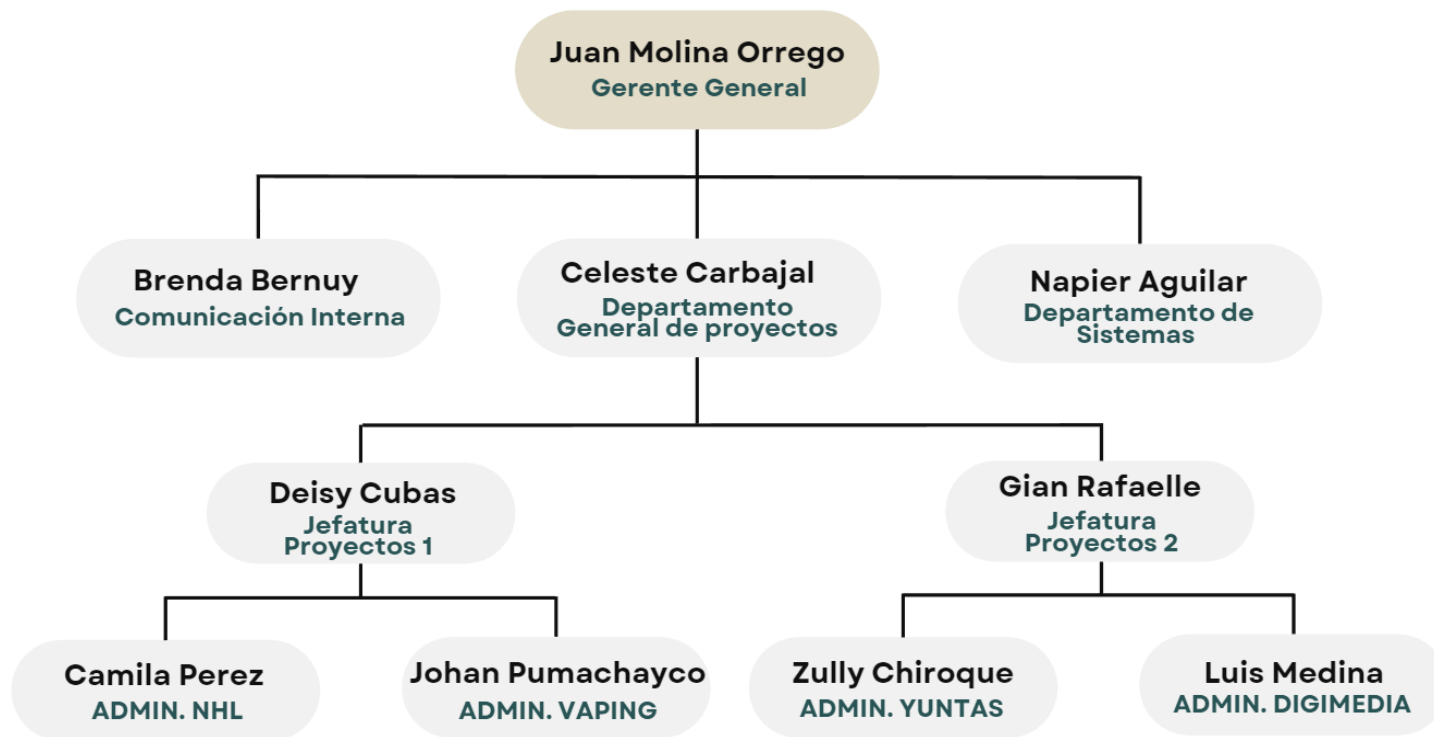 Juan Molina Orrego
Gerente General
Brenda Bernuy
Comunicación Interna
Celeste Carbajal
Departamento
General de proyectos
Napier Aguilar
Departamento de
Sistemas
Deisy Cubas
Jefatura
Proyectos 1
Gian Rafaelle
Jefatura
Proyectos 2
Camila Perez
ADMIN. NHL
Johan Pumachayco
ADMIN. VAPING
Zully Chiroque
ADMIN. YUNTAS
Luis Medina
ADMIN. DIGIMEDIA